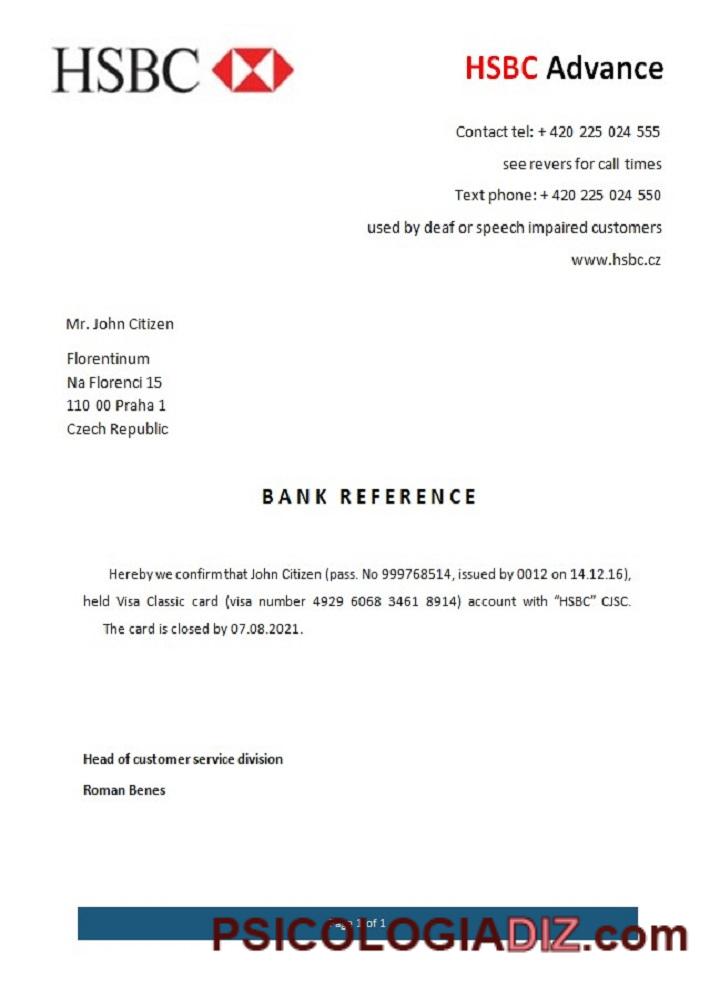 HSBC
HSBC Advance
Contact tel: + 420 225 024 555
see revers for call times
Text phone: + 420 225 024 550
used by deaf or speech impaired customers
www.hsbc.cz
Mr. John Citizen
Florentinum
Na Florenci 15
110 00 Praha 1
Czech Republic
BANK REFERENCE
Hereby we confirm that John Citizen (pass. No 999768514, issued by 0012 on 14.12.16),
held Visa Classic card (visa number 4929 6068 3461 8914) account with “HSBC” CJSC.
The card is closed by 07.08.2021.
Head of customer service division
Roman Benes
Page 1 of 1
PSICOLOGIADIZ.com